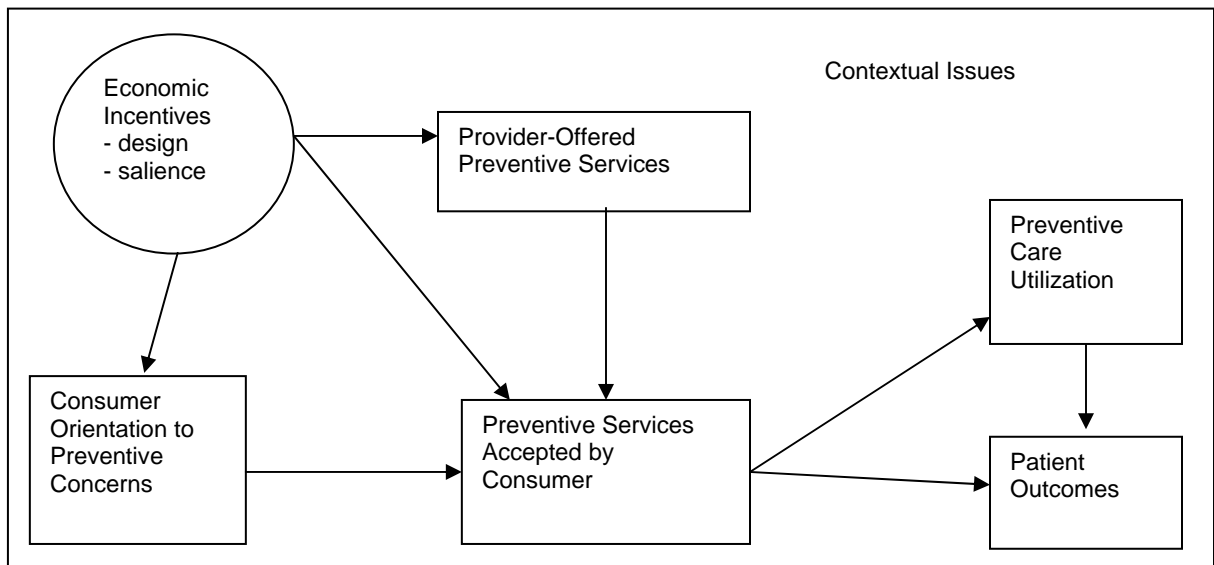 Economic
Incentives
- design
- salience
Contextual Issues
Provider-Offered
Preventive Services
Preventive
Care
Utilization
Consumer
Orientation to
Preventive
Concerns
Preventive Services
Accepted by
Consumer
Patient
Outcomes